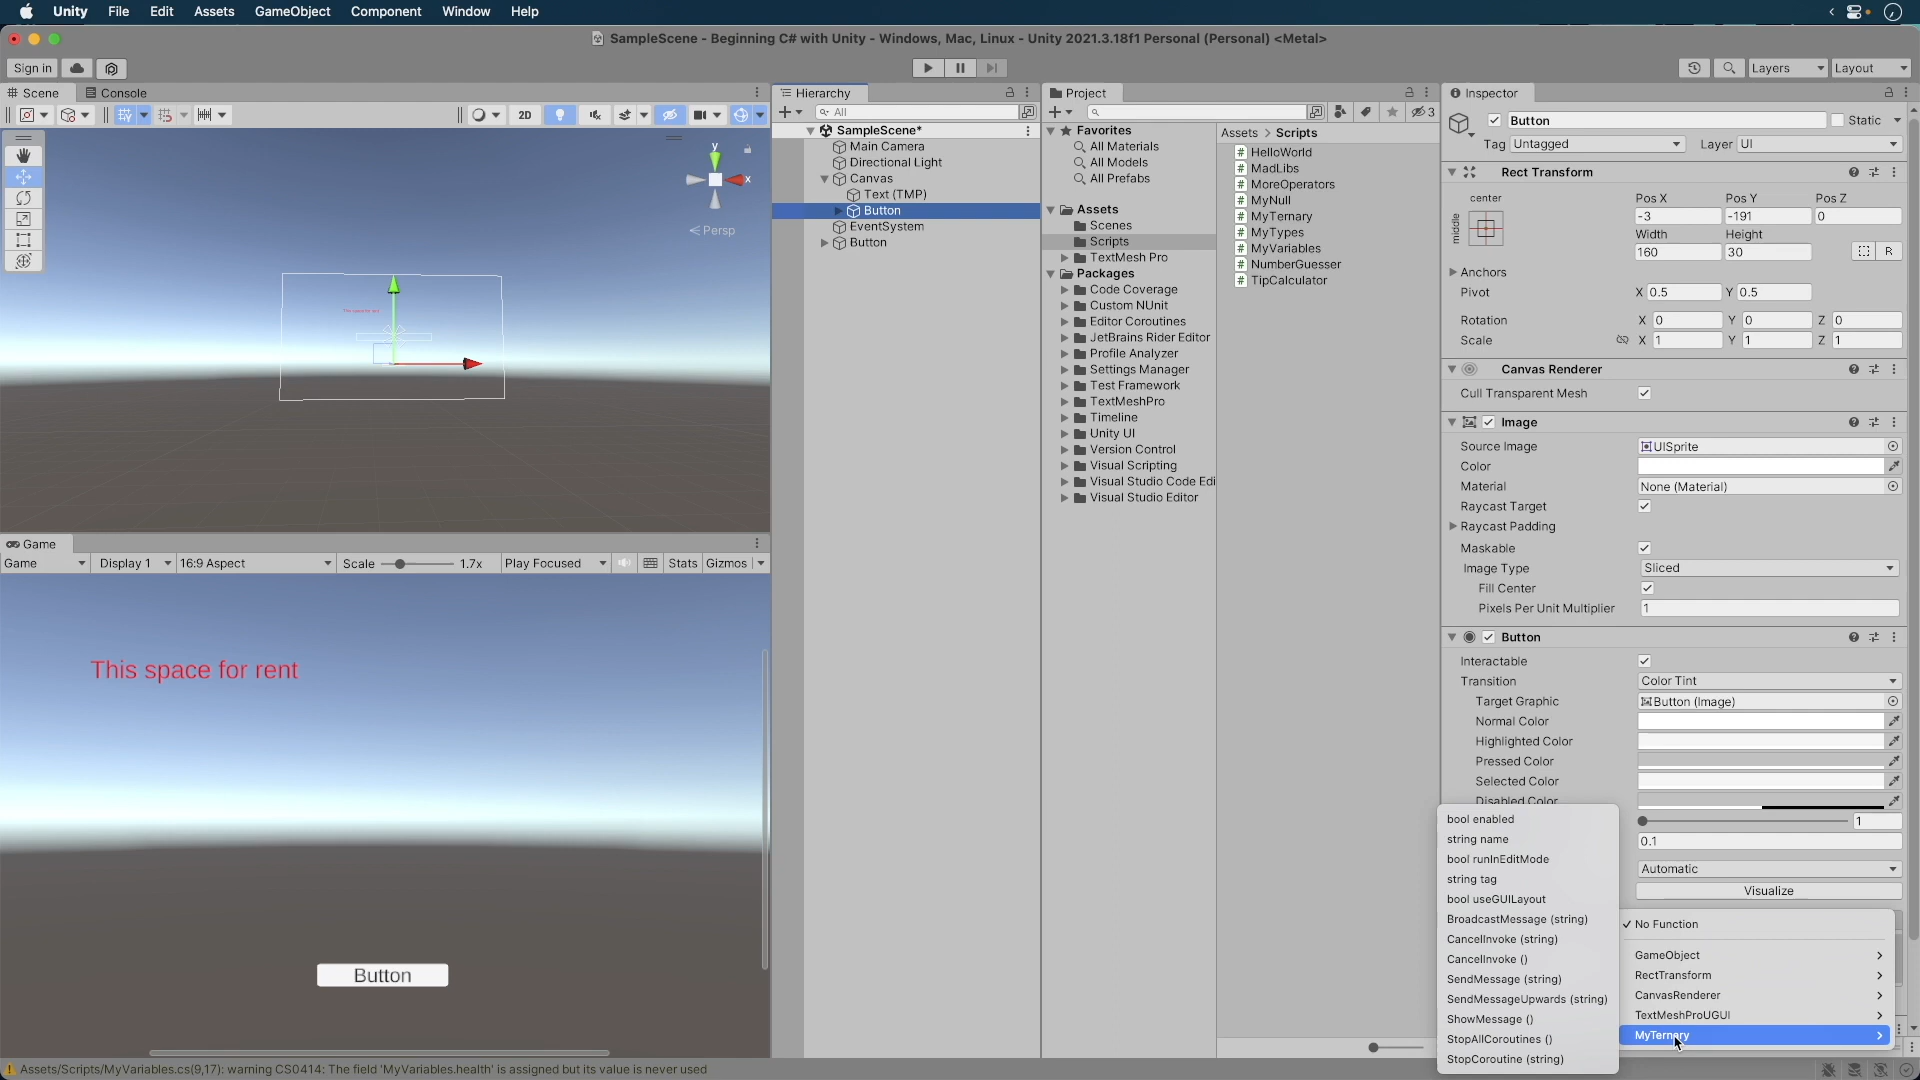 Unity File Edit Assets GameObject Component Window Help
SampleScene - Beginning C# with Unity - Windows, Mac, Linux - Unity 2021.3.18f1 Personal (Personal) <Metal>
Sign in
Layers
Layout
Scene
Console
2D
y
x
Persp
Game
Game
Display 1
16:9 Aspect
Scale
1.7x
Play Focused
Stats
Gizmos
This space for rent
Button
Hierarchy
All
SampleScene*
Main Camera
Directional Light
Canvas
Text (TMP)
Button
EventSystem
Button
Project
3
Favorites
All Materials
All Models
All Prefabs
Assets
Scenes
Scripts
TextMesh Pro
Packages
Code Coverage
Custom NUnit
Editor Coroutines
JetBrains Rider Editor
Profile Analyzer
Settings Manager
Test Framework
TextMeshPro
Timeline
Unity UI
Version Control
Visual Scripting
Visual Studio Code Edi
Visual Studio Editor
Assets > Scripts
HelloWorld
MadLibs
MoreOperators
MyNull
MyTernary
MyTypes
MyVariables
NumberGuesser
TipCalculator
Inspector
Button
Static
Tag Untagged
Layer UI
Rect Transform
center
middle
Pos X Pos Y Pos Z
-3 -191 0
Width Height
160 30
R
Anchors
Pivot X 0.5 Y 0.5
Rotation X 0 Y 0 Z 0
Scale X 1 Y 1 Z 1
Canvas Renderer
Cull Transparent Mesh
Image
Source Image UISprite
Color
Material None (Material)
Raycast Target
Raycast Padding
Maskable
Image Type Sliced
Fill Center
Pixels Per Unit Multiplier 1
Button
Interactable
Transition Color Tint
Target Graphic Button (Image)
Normal Color
Highlighted Color
Pressed Color
Selected Color
Disabled Color
1
0.1
Automatic
Visualize
bool enabled
string name
bool runInEditMode
string tag
bool useGUILayout
BroadcastMessage (string)
CancelInvoke (string)
CancelInvoke ()
SendMessage (string)
SendMessageUpwards (string)
ShowMessage ()
StopAllCoroutines ()
StopCoroutine (string)
No Function
GameObject
RectTransform
CanvasRenderer
TextMeshProUGUI
MyTernery
Assets/Scripts/MyVariables.cs(9,17): warning CS0414: The field 'MyVariables.health' is assigned but its value is never used